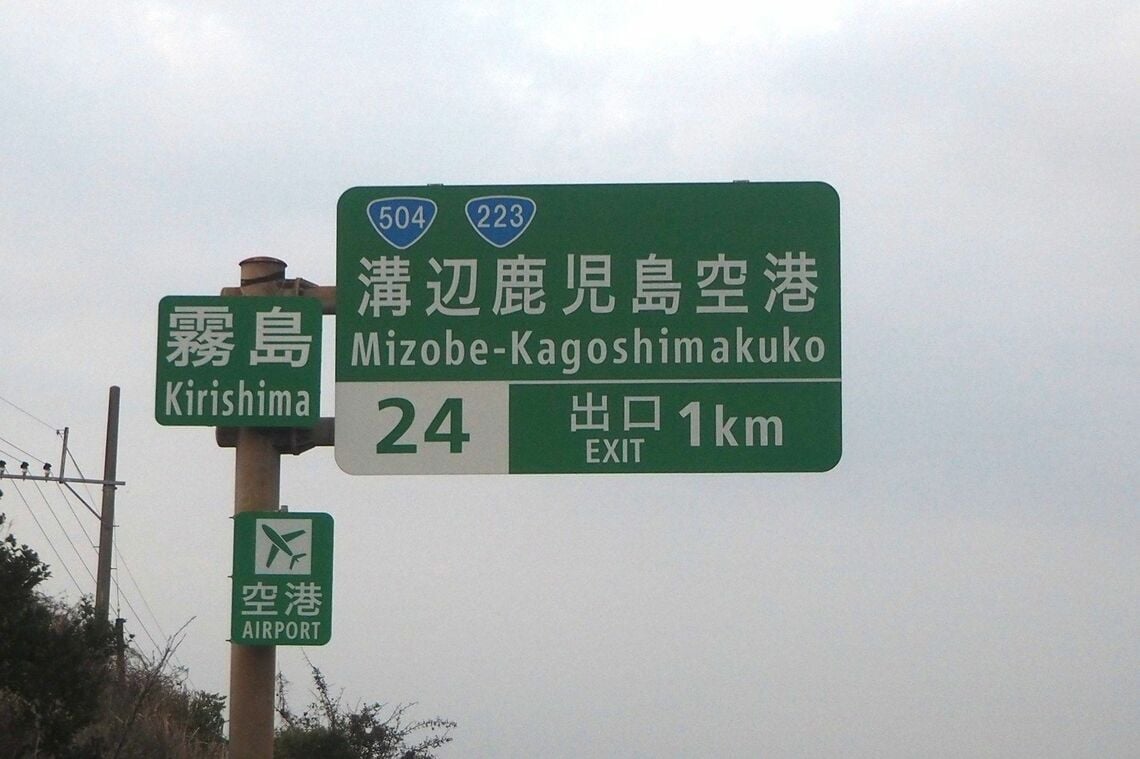 504 223
溝辺鹿児島空港
Mizobe-Kagoshimakuko
24 出口 EXIT 1km
霧島
Kirishima
空港
AIRPORT